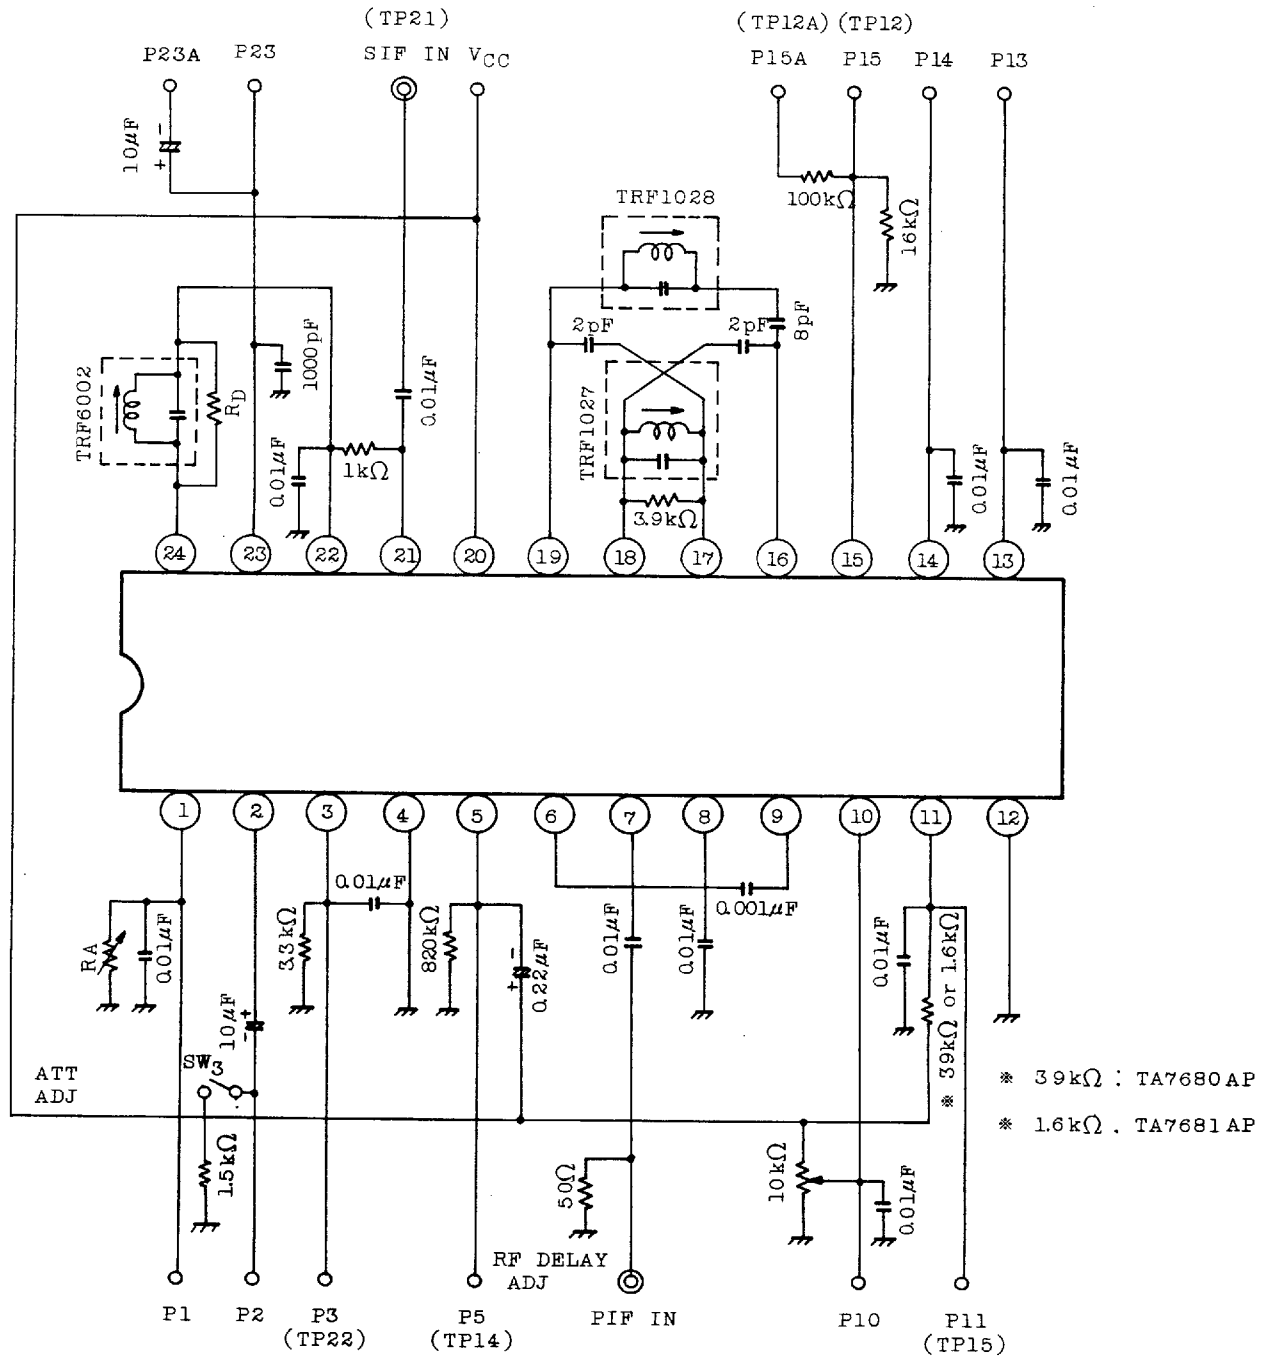 (TP21)
(TP12A) (TP12)
P23A P23 SIF IN VCC P15A P15 P14 P13
10μF
- +
TRF1028
100kΩ
16kΩ
2pF 2pF
8pF
1000pF
0.01μF
TRF6002
RD
TRF1027
0.01μF
1kΩ
3.9kΩ
0.01μF
0.01μF
24 23 22 21 20 19 18 17 16 15 14 13
1 2 3 4 5 6 7 8 9 10 11 12
0.01μF
0.001μF
RA
0.01μF
3.3kΩ
820kΩ
- +
0.22μF
0.01μF
0.01μF
0.01μF
※ 39kΩ or 1.6kΩ
10μF
- +
SW3
ATT
ADJ
※ 39kΩ : TA7680AP
※ 1.6kΩ . TA7681AP
1.5kΩ
50Ω
10kΩ
0.01μF
RF DELAY
ADJ
P1 P2 P3 P5 PIF IN P10 P11
(TP22) (TP14) (TP15)